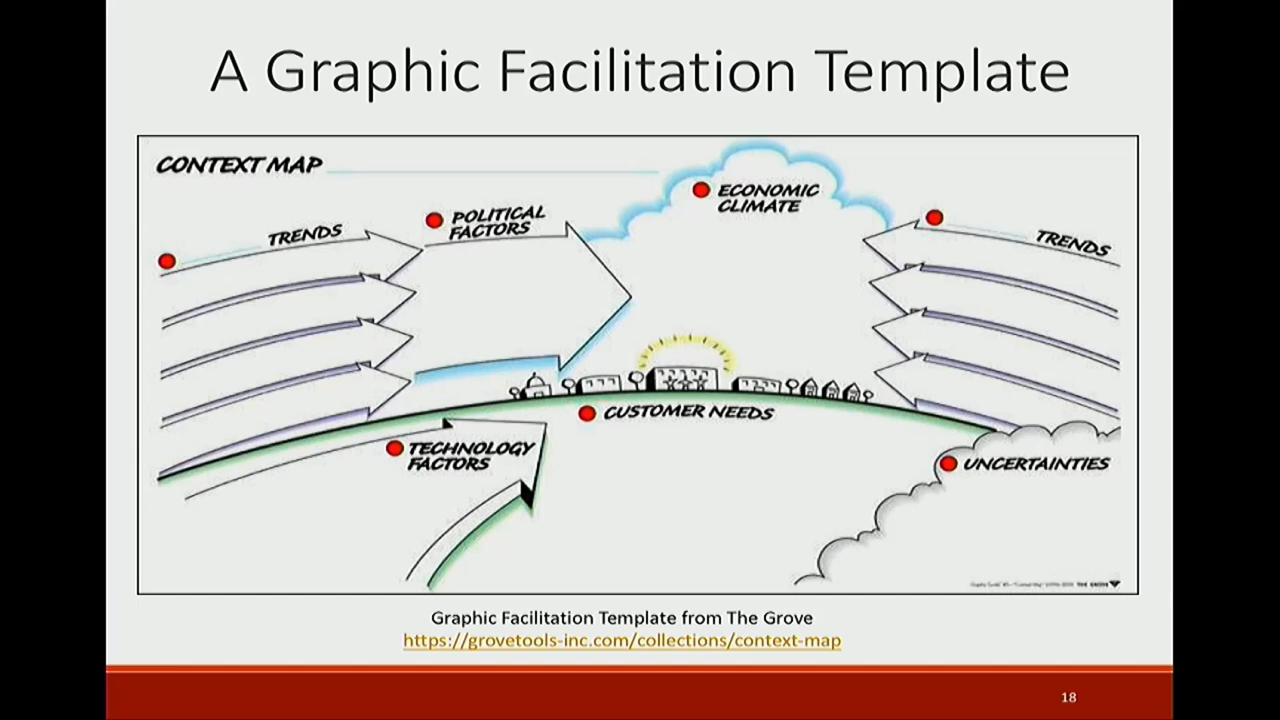 A Graphic Facilitation Template
CONTEXT MAP
TRENDS
POLITICAL
FACTORS
ECONOMIC
CLIMATE
TRENDS
CUSTOMER NEEDS
TECHNOLOGY
FACTORS
UNCERTAINTIES
THE GROVE
Graphic Facilitation Template from The Grove
https://grovetools-inc.com/collections/context-map
18